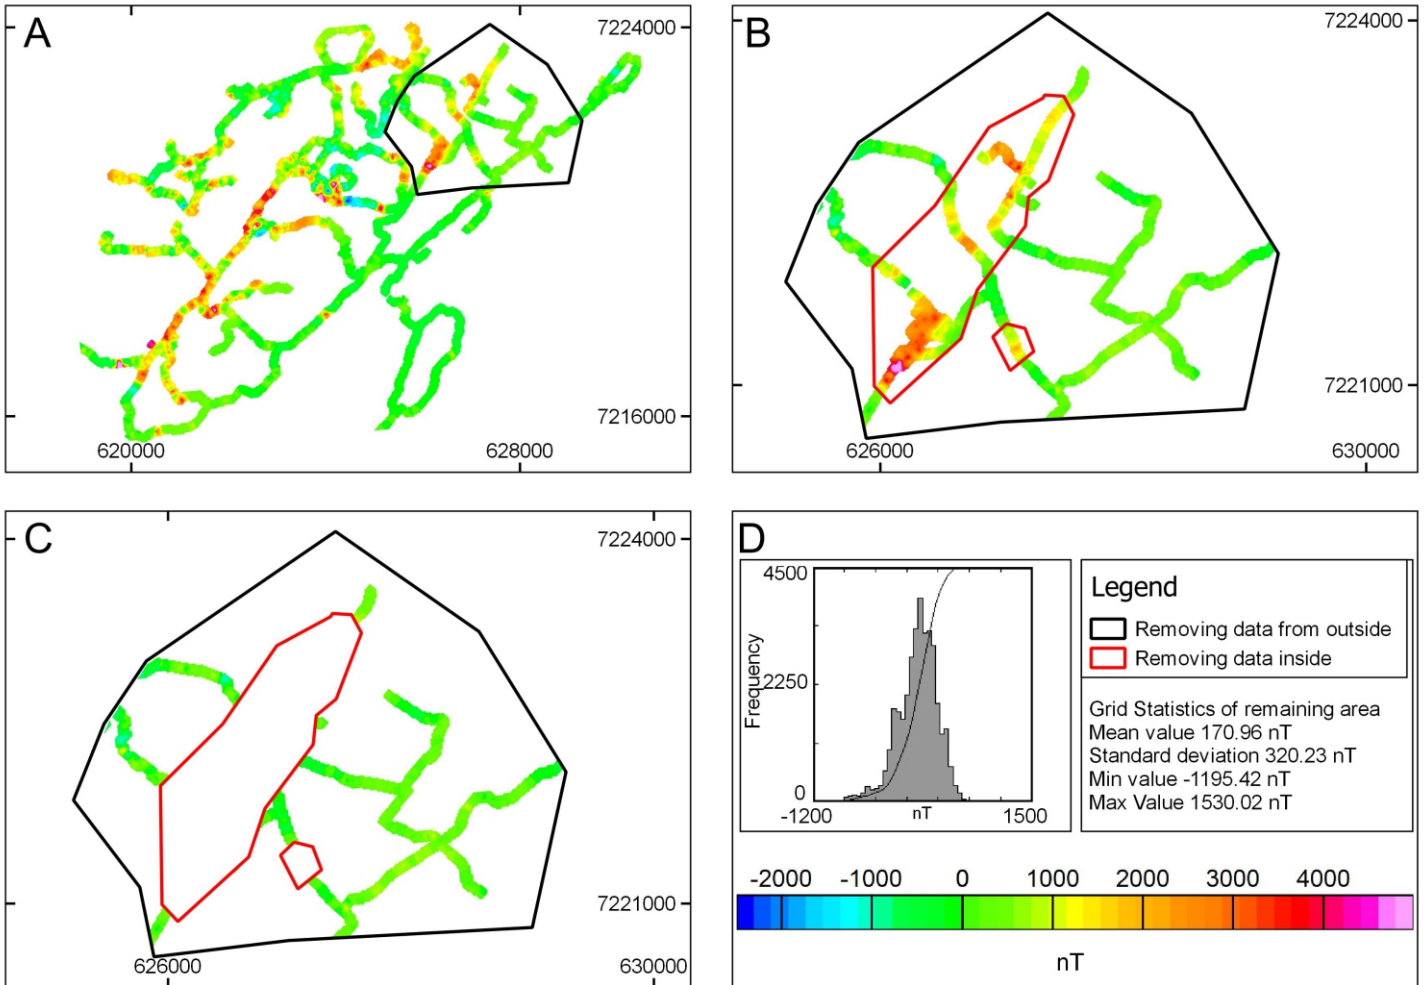 A
7224000
7216000
620000
628000
B
7224000
7221000
626000
630000
C
7224000
7221000
626000
630000
D
4500
2250
0
Frequency
-1200
nT
1500
Legend
Removing data from outside
Removing data inside
Grid Statistics of remaining area
Mean value 170.96 nT
Standard deviation 320.23 nT
Min value -1195.42 nT
Max Value 1530.02 nT
-2000 -1000 0 1000 2000 3000 4000
nT